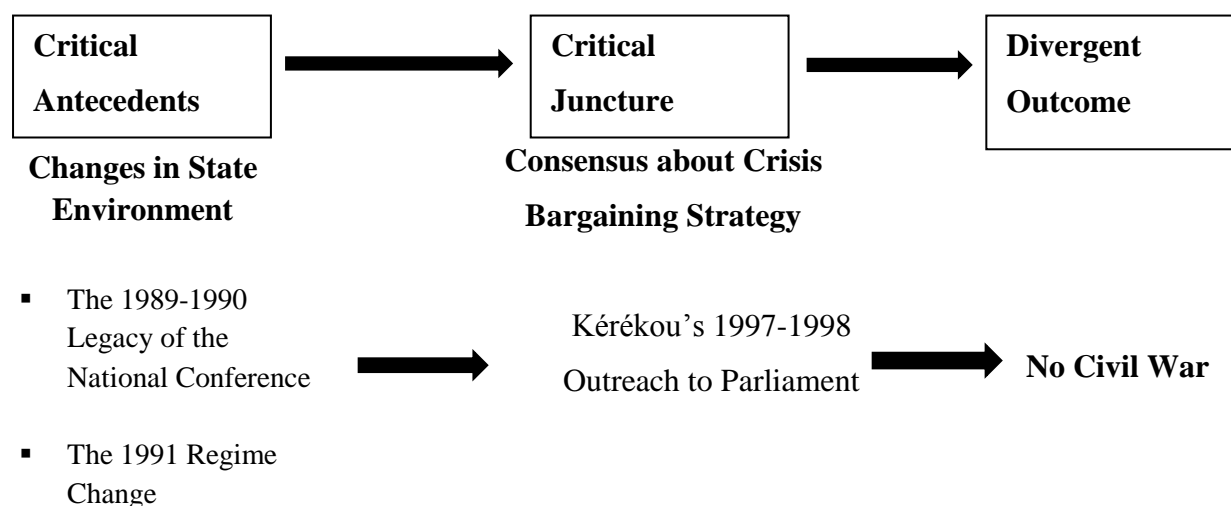 Critical
Antecedents
Critical
Juncture
Divergent
Outcome
Changes in State
Environment
Consensus about Crisis
Bargaining Strategy
▪ The 1989-1990
Legacy of the
National Conference
Kérékou’s 1997-1998
Outreach to Parliament
No Civil War
▪ The 1991 Regime
Change